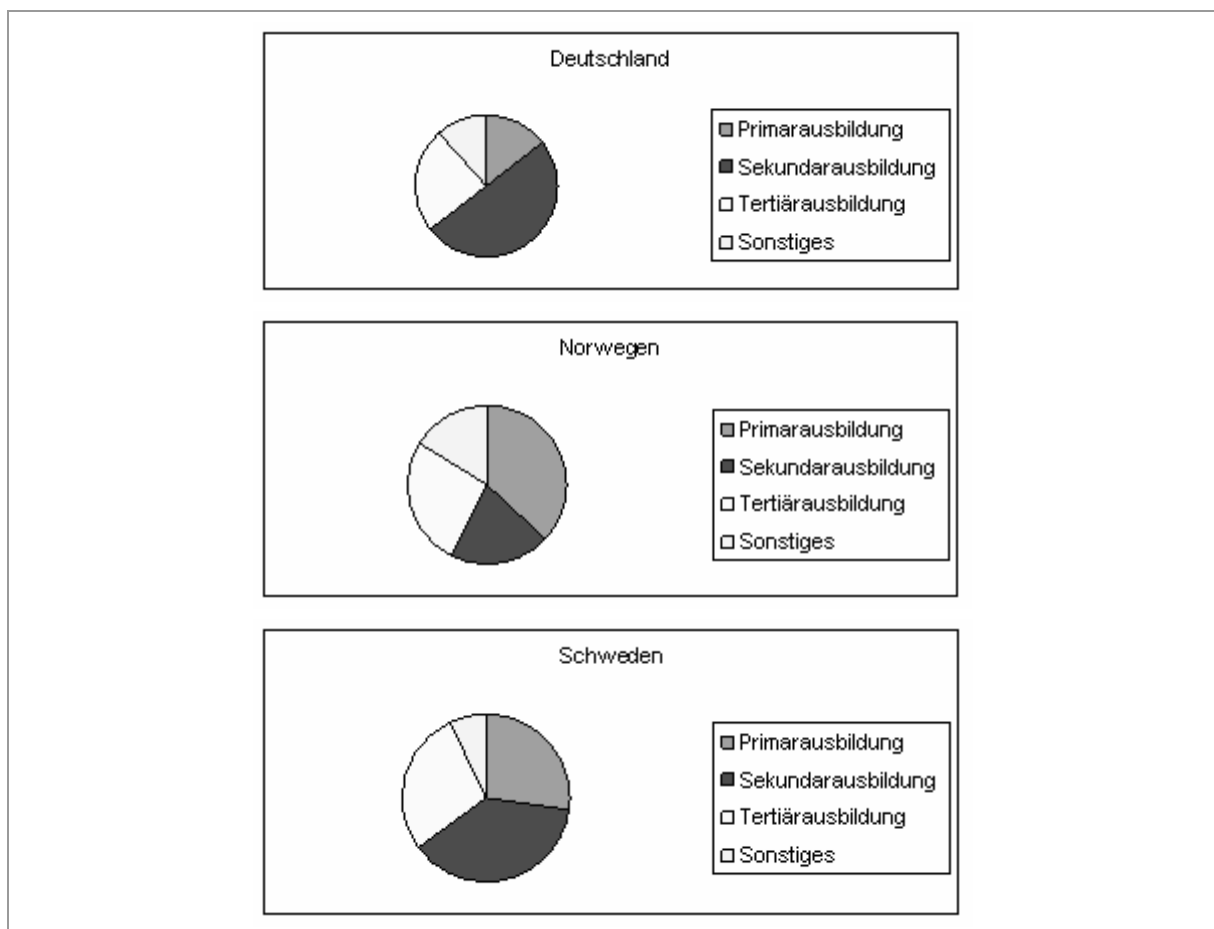 Deutschland
Primarausbildung
Sekundarausbildung
Tertiärausbildung
Sonstiges
Norwegen
Primarausbildung
Sekundarausbildung
Tertiärausbildung
Sonstiges
Schweden
Primarausbildung
Sekundarausbildung
Tertiärausbildung
Sonstiges